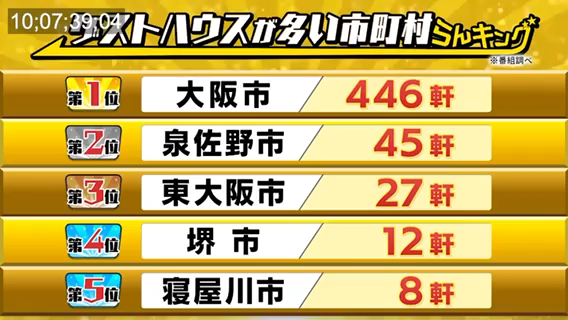 10;07;39;04
ゲストハウスが多い市町村らんキング
※番組調べ
第1位 大阪市 446軒
第2位 泉佐野市 45軒
第3位 東大阪市 27軒
第4位 堺市 12軒
第5位 寝屋川市 8軒